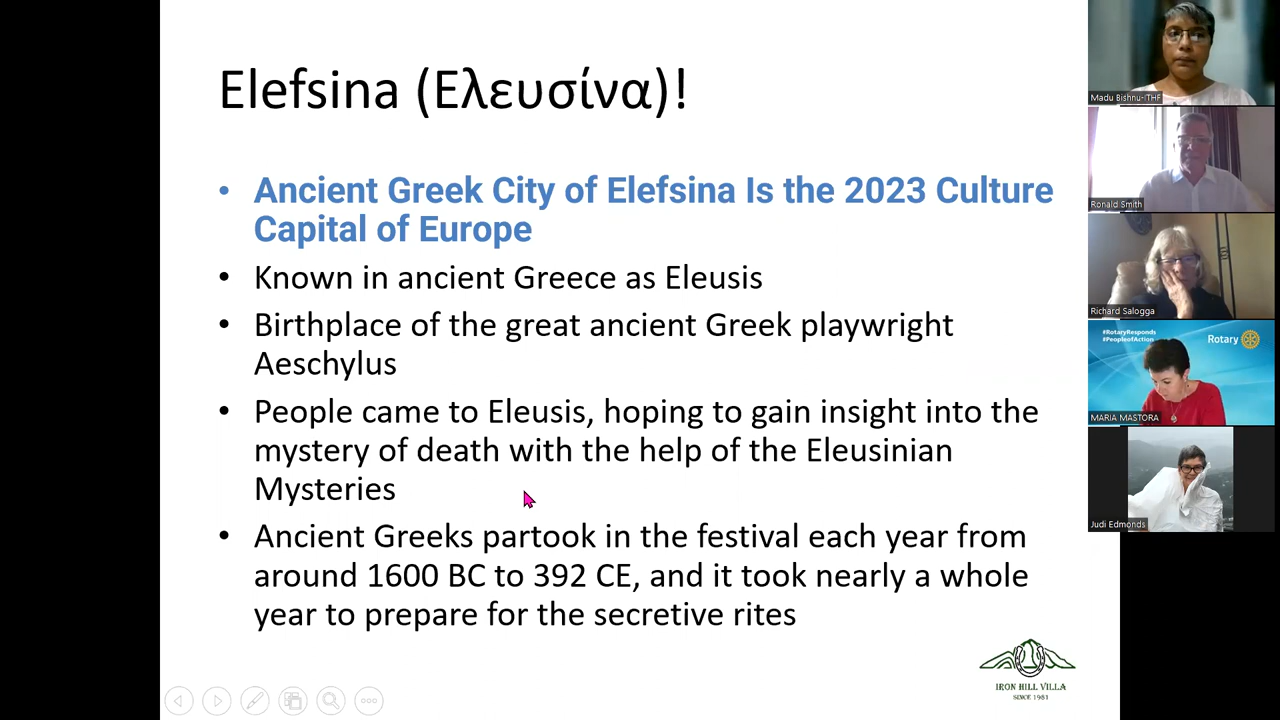 Elefsina (Ελευσίνα)!
• Ancient Greek City of Elefsina Is the 2023 Culture
Capital of Europe
• Known in ancient Greece as Eleusis
• Birthplace of the great ancient Greek playwright
Aeschylus
• People came to Eleusis, hoping to gain insight into the
mystery of death with the help of the Eleusinian
Mysteries
• Ancient Greeks partook in the festival each year from
around 1600 BC to 392 CE, and it took nearly a whole
year to prepare for the secretive rites
IRON HILL VILLA
SINCE 1981
Madu Bishnu-ITHF
Ronald Smith
Richard Salogga
#RotaryResponds
#PeopleofAction
Rotary
MARIA MASTORA
Judi Edmonds